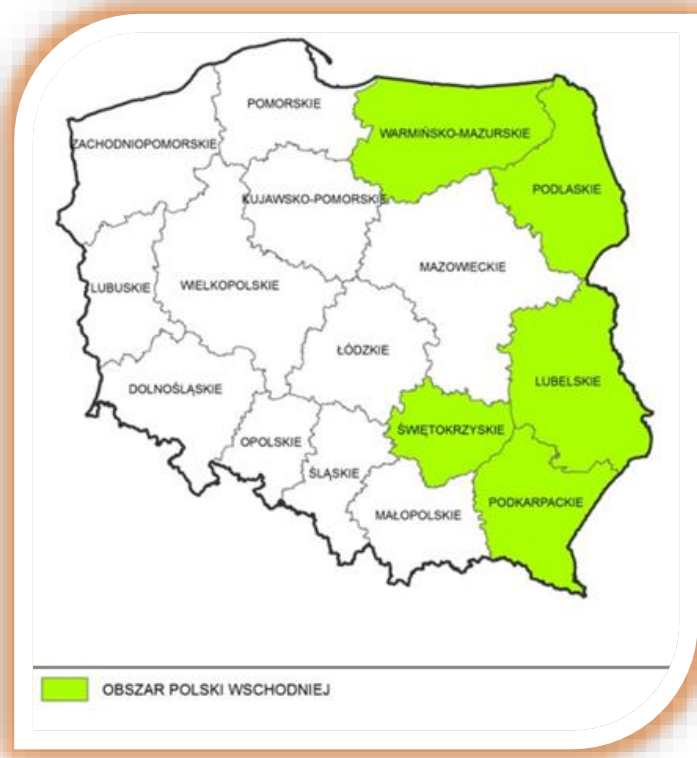 POMORSKIE
WARMIŃSKO-MAZURSKIE
ZACHODNIOPOMORSKIE
PODLASKIE
KUJAWSKO-POMORSKIE
MAZOWIECKIE
LUBUSKIE
WIELKOPOLSKIE
ŁÓDZKIE
LUBELSKIE
DOLNOŚLĄSKIE
ŚWIĘTOKRZYSKIE
OPOLSKIE
ŚLĄSKIE
PODKARPACKIE
MAŁOPOLSKIE
OBSZAR POLSKI WSCHODNIEJ